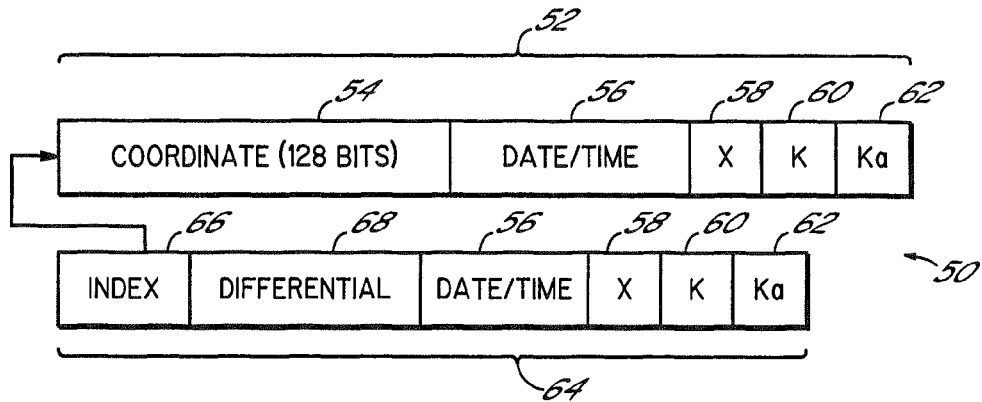 52
54 56 58 60 62
COORDINATE (128 BITS) DATE/TIME X K Ka
66 68 56 58 60 62
INDEX DIFFERENTIAL DATE/TIME X K Ka
50
64